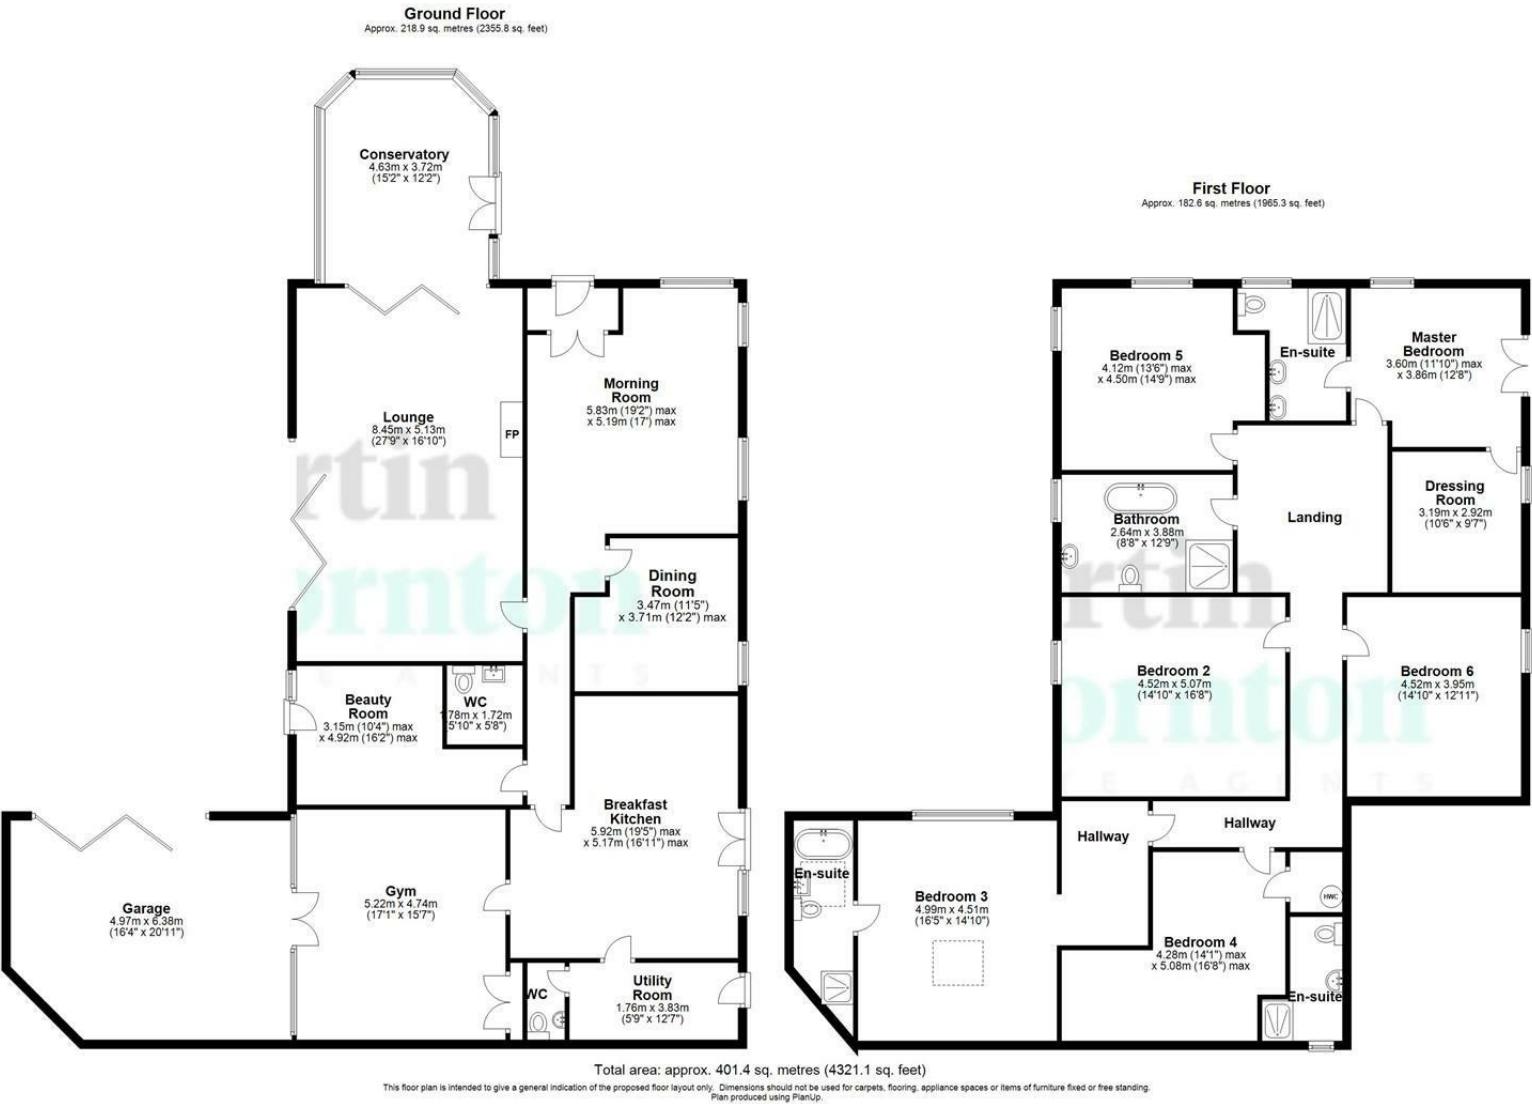 Ground Floor
Approx. 218.9 sq. metres (2355.8 sq. feet)
Conservatory
4.63m x 3.72m
(15'2" x 12'2")
Lounge
8.45m x 5.13m
(27'9" x 16'10")
FP
Morning
Room
5.83m (19'2") max
x 5.19m (17') max
Dining
Room
3.47m (11'5")
x 3.71m (12'2") max
Beauty
Room
3.15m (10'4") max
x 4.92m (16'2") max
WC
1.78m x 1.72m
(5'10" x 5'8")
Breakfast
Kitchen
5.92m (19'5") max
x 5.17m (16'11") max
Gym
5.22m x 4.74m
(17'1" x 15'7")
Garage
4.97m x 6.38m
(16'4" x 20'11")
WC
Utility
Room
1.76m x 3.83m
(5'9" x 12'7")
rtin
ornton
E AGENTS
First Floor
Approx. 182.6 sq. metres (1965.3 sq. feet)
Bedroom 5
4.12m (13'6") max
x 4.50m (14'9") max
En-suite
Master
Bedroom
3.60m (11'10") max
x 3.86m (12'8")
Dressing
Room
3.19m x 2.92m
(10'6" x 9'7")
Landing
Bathroom
2.64m x 3.88m
(8'8" x 12'9")
Bedroom 2
4.52m x 5.07m
(14'10" x 16'8")
Bedroom 6
4.52m x 3.95m
(14'10" x 12'11")
Hallway
Hallway
En-suite
Bedroom 3
4.99m x 4.51m
(16'5" x 14'10")
Bedroom 4
4.28m (14'1") max
x 5.08m (16'8") max
HWC
En-suite
rtin
ornton
TE AGENTS
Total area: approx. 401.4 sq. metres (4321.1 sq. feet)
This floor plan is intended to give a general indication of the proposed floor layout only. Dimensions should not be used for carpets, flooring, appliance spaces or items of furniture fixed or free standing.
Plan produced using PlanUp.